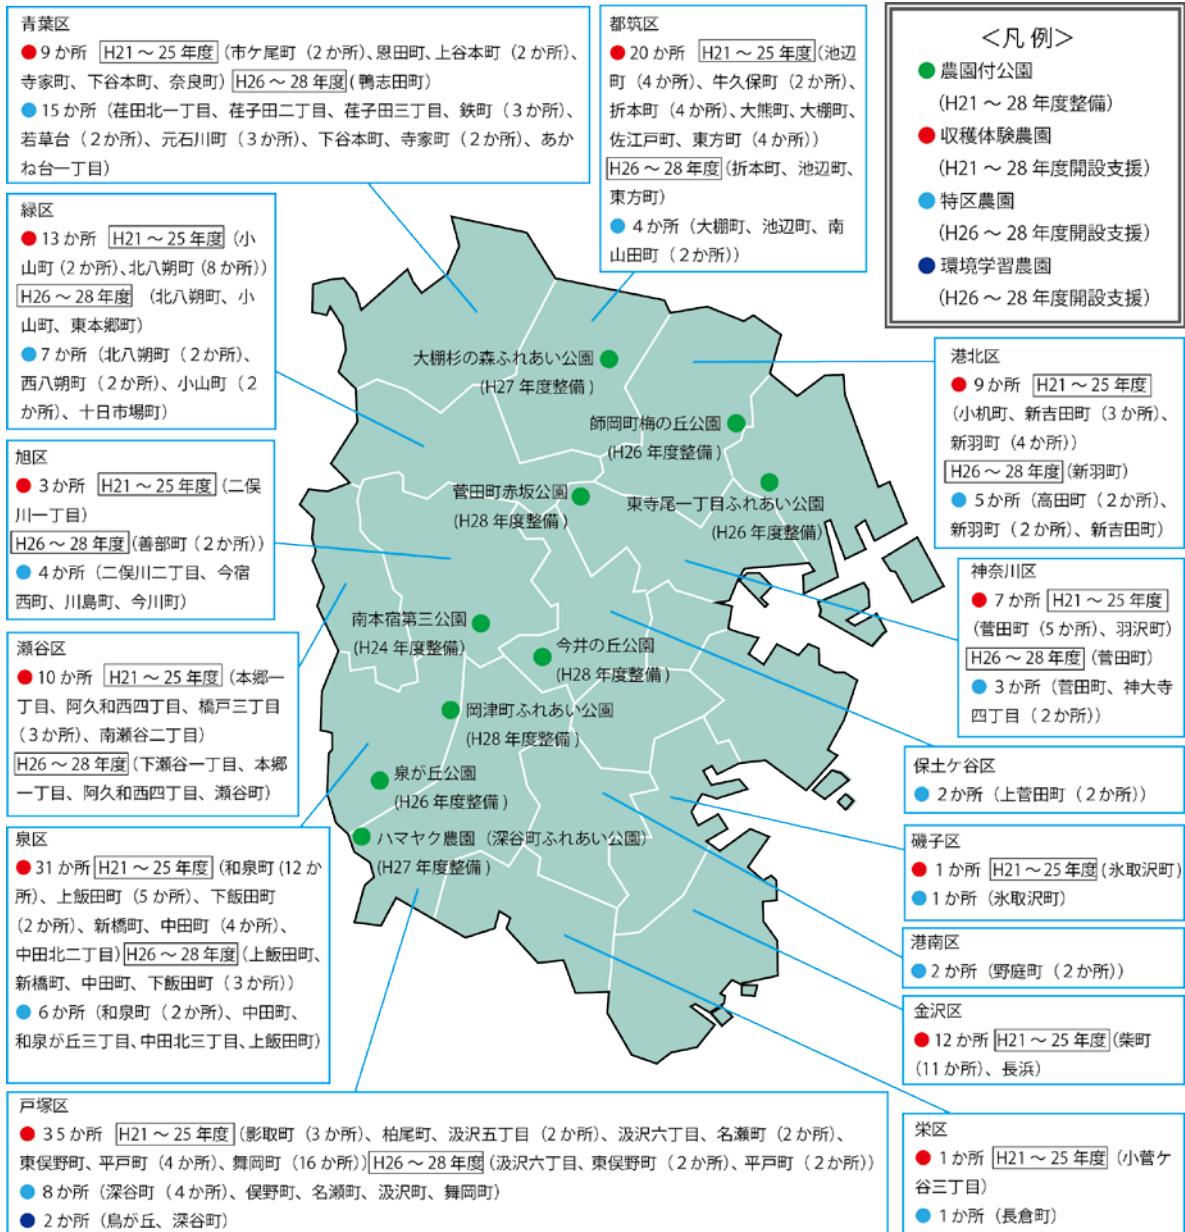 青葉区
●9か所 H21～25年度（市ケ尾町（2か所）、恩田町、上谷本町（2か所）、
寺家町、下谷本町、奈良町）H26～28年度(鴨志田町)
●15か所（荏田北一丁目、荏子田二丁目、荏子田三丁目、鉄町（3か所）、
若草台（2か所）、元石川町（3か所）、下谷本町、寺家町（2か所）、あか
ね台一丁目）
都筑区
●20か所 H21～25年度（池辺
町（4か所）、牛久保町（2か所）、
折本町（4か所）、大熊町、大棚町、
佐江戸町、東方町（4か所））
H26～28年度（折本町、池辺町、
東方町）
●4か所（大棚町、池辺町、南
山田町（2か所））
＜凡例＞
●農園付公園
（H21～28年度整備）
●収穫体験農園
（H21～28年度開設支援）
●特区農園
（H26～28年度開設支援）
●環境学習農園
（H26～28年度開設支援）
緑区
●13か所 H21～25年度（小
山町（2か所）、北八朔町（8か所））
H26～28年度（北八朔町、小
山町、東本郷町）
●7か所（北八朔町（2か所）、
西八朔町（2か所）、小山町（2
か所）、十日市場町）
旭区
●3か所 H21～25年度（二俣
川一丁目）
H26～28年度（善部町（2か所））
●4か所（二俣川二丁目、今宿
西町、川島町、今川町）
瀬谷区
●10か所 H21～25年度（本郷一
丁目、阿久和西四丁目、橋戸三丁目
（3か所）、南瀬谷二丁目）
H26～28年度（下瀬谷一丁目、本郷
一丁目、阿久和西四丁目、瀬谷町）
泉区
●31か所 H21～25年度（和泉町（12か
所）、上飯田町（5か所）、下飯田町
（2か所）、新橋町、中田町（4か所）、
中田北二丁目）H26～28年度（上飯田町、
新橋町、中田町、下飯田町（3か所））
●6か所（和泉町（2か所）、中田町、
和泉が丘三丁目、中田北三丁目、上飯田町）
大棚杉の森ふれあい公園
(H27年度整備)
師岡町梅の丘公園
(H26年度整備)
菅田町赤坂公園
(H28年度整備)
東寺尾一丁目ふれあい公園
(H26年度整備)
南本宿第三公園
(H24年度整備)
今井の丘公園
(H28年度整備)
岡津町ふれあい公園
(H28年度整備)
泉が丘公園
(H26年度整備)
ハマヤク農園（深谷町ふれあい公園）
(H27年度整備)
港北区
●9か所 H21～25年度
（小机町、新吉田町（3か所）、
新羽町（4か所））
H26～28年度(新羽町)
●5か所（高田町（2か所）、
新羽町（2か所）、新吉田町）
神奈川区
●7か所 H21～25年度
（菅田町（5か所）、羽沢町）
H26～28年度（菅田町）
●3か所（菅田町、神大寺
四丁目（2か所））
保土ケ谷区
●2か所（上菅田町（2か所））
磯子区
●1か所 H21～25年度(氷取沢町)
●1か所（氷取沢町）
港南区
●2か所（野庭町（2か所））
金沢区
●12か所 H21～25年度（柴町
（11か所）、長浜）
戸塚区
●35か所 H21～25年度（影取町（3か所）、柏尾町、汲沢五丁目（2か所）、汲沢六丁目、名瀬町（2か所）、
東俣野町、平戸町（4か所）、舞岡町（16か所））H26～28年度（汲沢六丁目、東俣野町（2か所）、平戸町（2か所））
●8か所（深谷町（4か所）、俣野町、名瀬町、汲沢町、舞岡町）
●2か所（鳥が丘、深谷町）
栄区
●1か所 H21～25年度（小菅ケ
谷三丁目）
●1か所（長倉町）